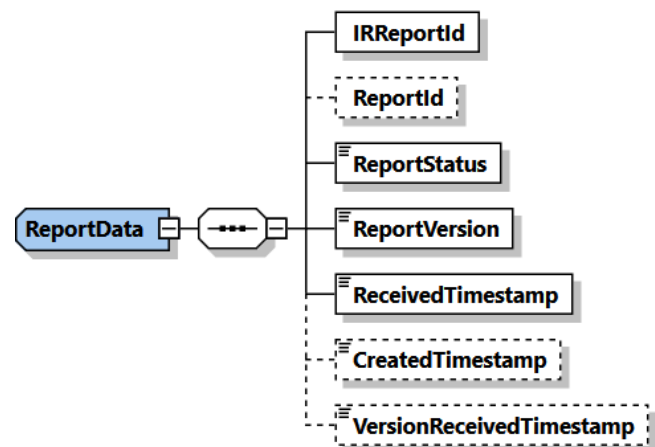 IRReportId
ReportId
ReportStatus
ReportData
ReportVersion
ReceivedTimestamp
CreatedTimestamp
VersionReceivedTimestamp